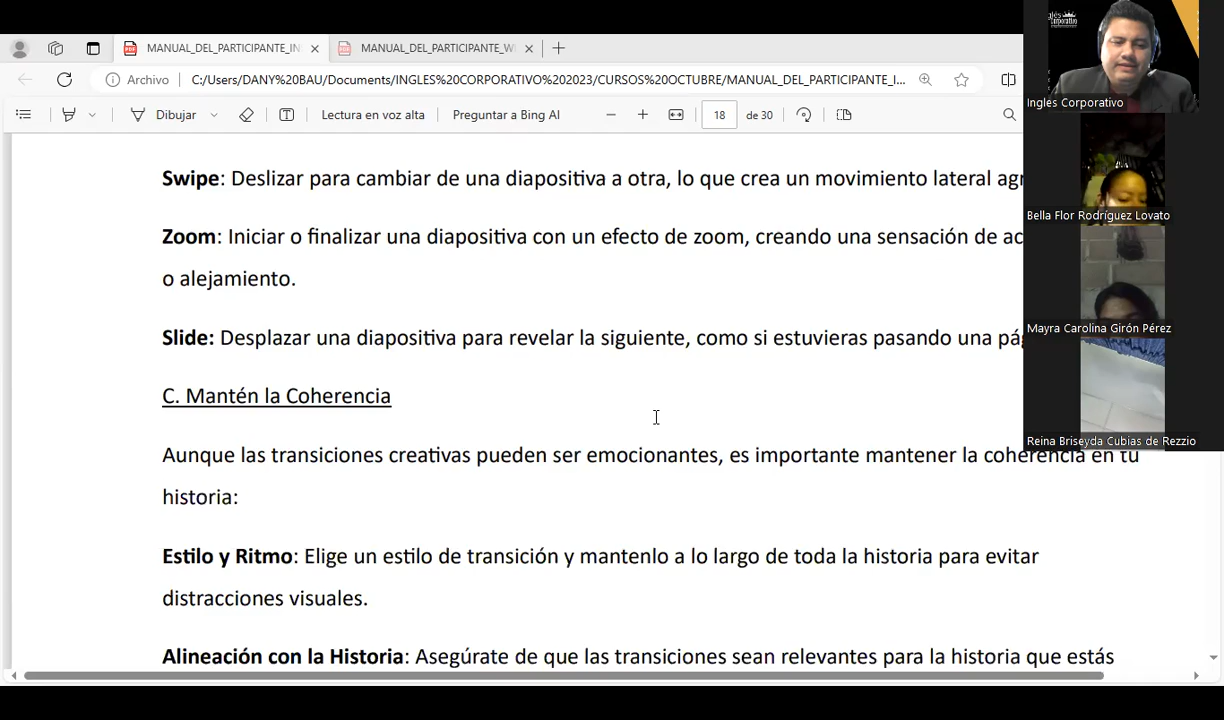 MANUAL_DEL_PARTICIPANTE_IN
MANUAL_DEL_PARTICIPANTE_W
Archivo
C:/Users/DANY%20BAU/Documents/INGLES%20CORPORATIVO%202023/CURSOS%20OCTUBRE/MANUAL_DEL_PARTICIPANTE_I...
Dibujar
Lectura en voz alta
Preguntar a Bing AI
18 de 30
Swipe: Deslizar para cambiar de una diapositiva a otra, lo que crea un movimiento lateral agr
Zoom: Iniciar o finalizar una diapositiva con un efecto de zoom, creando una sensación de ac
o alejamiento.
Slide: Desplazar una diapositiva para revelar la siguiente, como si estuvieras pasando una pág
C. Mantén la Coherencia
Aunque las transiciones creativas pueden ser emocionantes, es importante mantener la coherencia en tu
historia:
Estilo y Ritmo: Elige un estilo de transición y mantenlo a lo largo de toda la historia para evitar
distracciones visuales.
Alineación con la Historia: Asegúrate de que las transiciones sean relevantes para la historia que estás
Ingles Corporativo
Bella Flor Rodríguez Lovato
Mayra Carolina Girón Pérez
Reina Briseyda Cubias de Rezzio